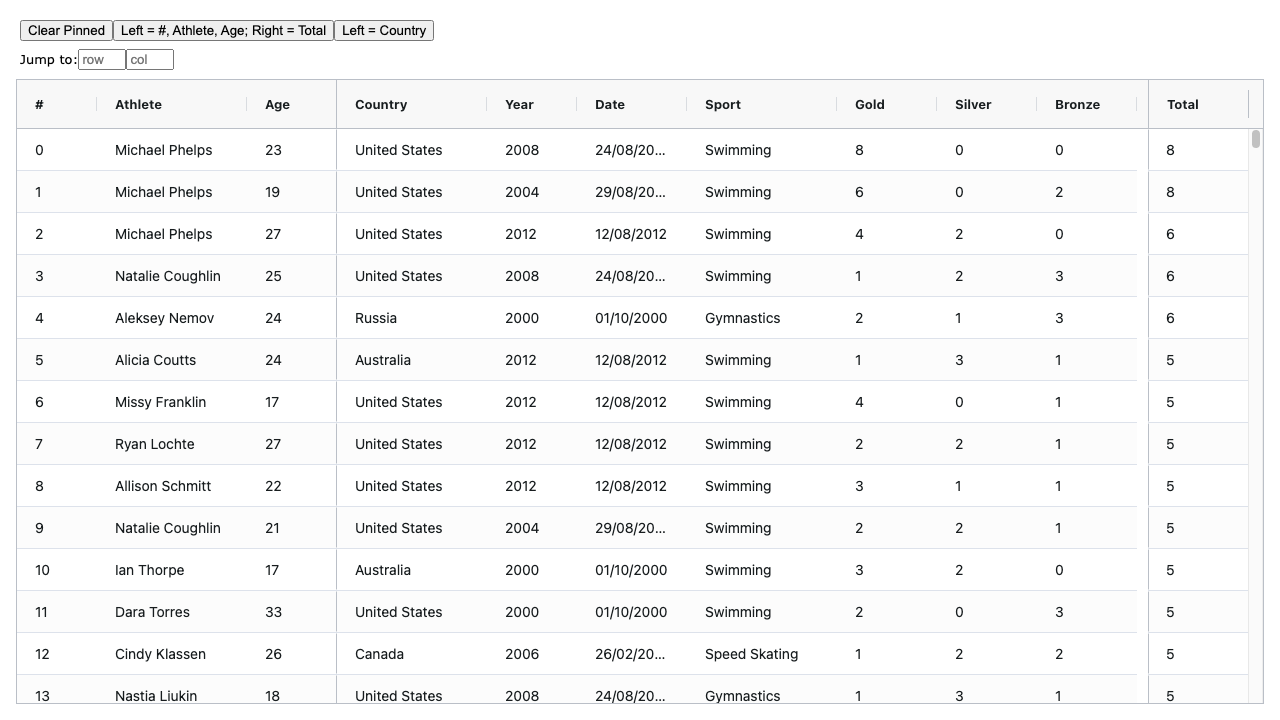 Clear Pinned Left = #, Athlete, Age; Right = Total Left = Country
Jump to: row col
# Athlete Age Country Year Date Sport Gold Silver Bronze Total
0 Michael Phelps 23 United States 2008 24/08/20... Swimming 8 0 0 8
1 Michael Phelps 19 United States 2004 29/08/20... Swimming 6 0 2 8
2 Michael Phelps 27 United States 2012 12/08/2012 Swimming 4 2 0 6
3 Natalie Coughlin 25 United States 2008 24/08/20... Swimming 1 2 3 6
4 Aleksey Nemov 24 Russia 2000 01/10/2000 Gymnastics 2 1 3 6
5 Alicia Coutts 24 Australia 2012 12/08/2012 Swimming 1 3 1 5
6 Missy Franklin 17 United States 2012 12/08/2012 Swimming 4 0 1 5
7 Ryan Lochte 27 United States 2012 12/08/2012 Swimming 2 2 1 5
8 Allison Schmitt 22 United States 2012 12/08/2012 Swimming 3 1 1 5
9 Natalie Coughlin 21 United States 2004 29/08/20... Swimming 2 2 1 5
10 Ian Thorpe 17 Australia 2000 01/10/2000 Swimming 3 2 0 5
11 Dara Torres 33 United States 2000 01/10/2000 Swimming 2 0 3 5
12 Cindy Klassen 26 Canada 2006 26/02/20... Speed Skating 1 2 2 5
13 Nastia Liukin 18 United States 2008 24/08/20... Gymnastics 1 3 1 5